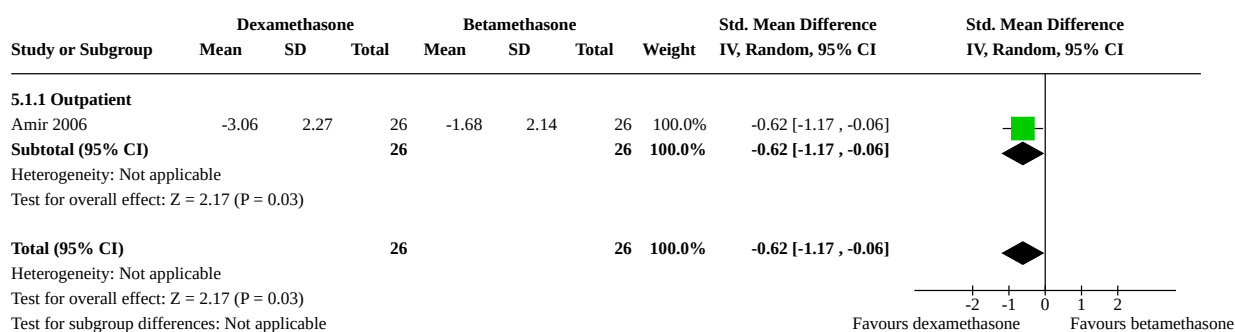 Dexamethasone Betamethasone Std. Mean Difference Std. Mean Difference
Study or Subgroup Mean SD Total Mean SD Total Weight IV, Random, 95% CI IV, Random, 95% CI
5.1.1 Outpatient
Amir 2006 -3.06 2.27 26 -1.68 2.14 26 100.0% -0.62 [-1.17 , -0.06]
Subtotal (95% CI) 26 26 100.0% -0.62 [-1.17 , -0.06]
Heterogeneity: Not applicable
Test for overall effect: Z = 2.17 (P = 0.03)
Total (95% CI) 26 26 100.0% -0.62 [-1.17 , -0.06]
Heterogeneity: Not applicable
Test for overall effect: Z = 2.17 (P = 0.03)
-2 -1 0 1 2
Test for subgroup differences: Not applicable Favours dexamethasone Favours betamethasone